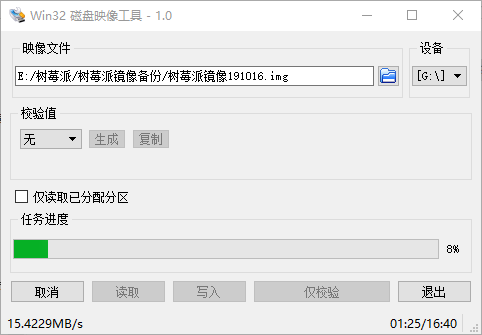 Win32 磁盘映像工具 - 1.0
映像文件
设备
E:/树莓派/树莓派镜像备份/树莓派镜像191016.img
[G:\]
校验值
无
生成
复制
仅读取已分配分区
任务进度
8%
取消
读取
写入
仅校验
退出
15.4229MB/s
01:25/16:40